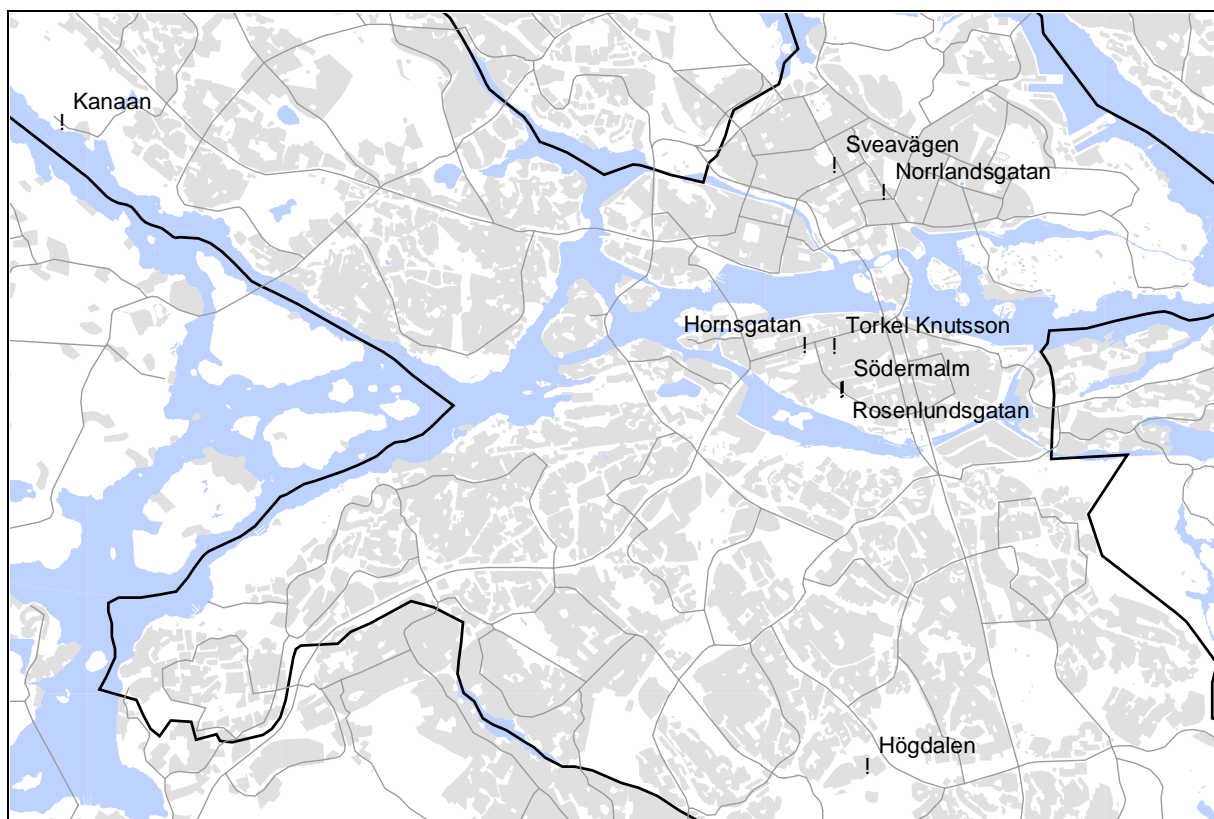 Kanaan
Sveavägen
Norrlandsgatan
Hornsgatan
Torkel Knutsson
Södermalm
Rosenlundsgatan
Högdalen